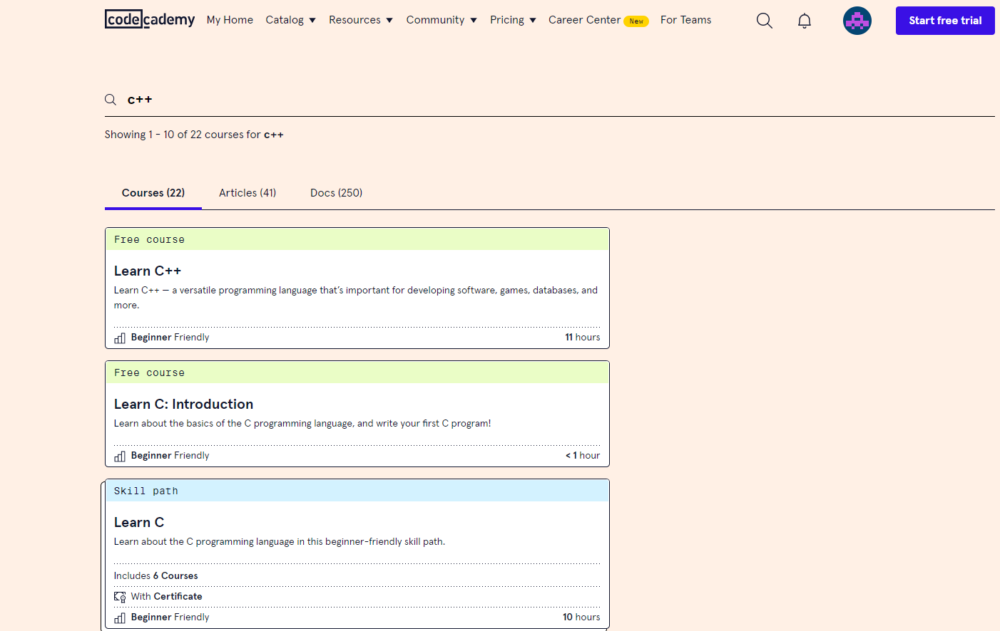 codecademy My Home Catalog Resources Community Pricing Career Center New For Teams Start free trial
c++
Showing 1 - 10 of 22 courses for c++
Courses (22) Articles (41) Docs (250)
Free course
Learn C++
Learn C++ — a versatile programming language that’s important for developing software, games, databases, and
more.
Beginner Friendly 11 hours
Free course
Learn C: Introduction
Learn about the basics of the C programming language, and write your first C program!
Beginner Friendly < 1 hour
Skill path
Learn C
Learn about the C programming language in this beginner-friendly skill path.
Includes 6 Courses
With Certificate
Beginner Friendly 10 hours